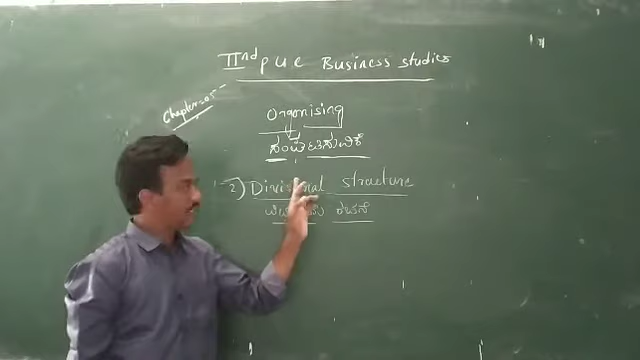 IInd P U C Business studies
Chapter-05
Organising
ಸಂಘಟಿಸುವಿಕೆ
2) Divisional structure
ರಚನೆ